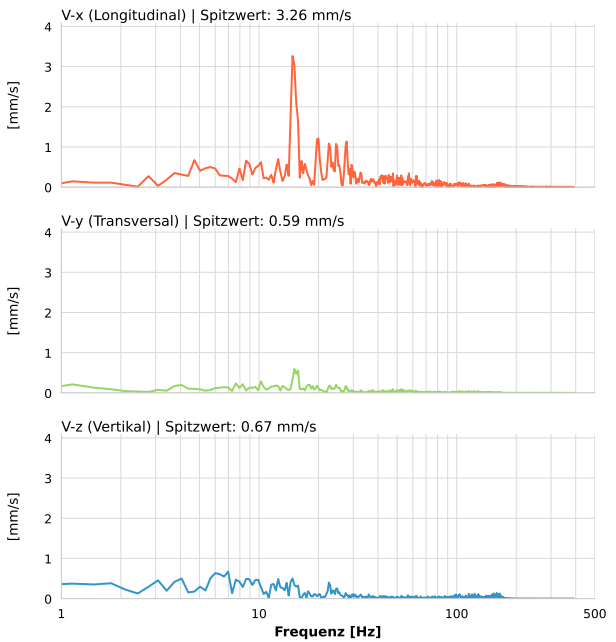 V-x (Longitudinal) | Spitzwert: 3.26 mm/s
4
3
2
1
0
[mm/s]
V-y (Transversal) | Spitzwert: 0.59 mm/s
4
3
2
1
0
[mm/s]
V-z (Vertikal) | Spitzwert: 0.67 mm/s
4
3
2
1
0
[mm/s]
1 10 100 500
Frequenz [Hz]